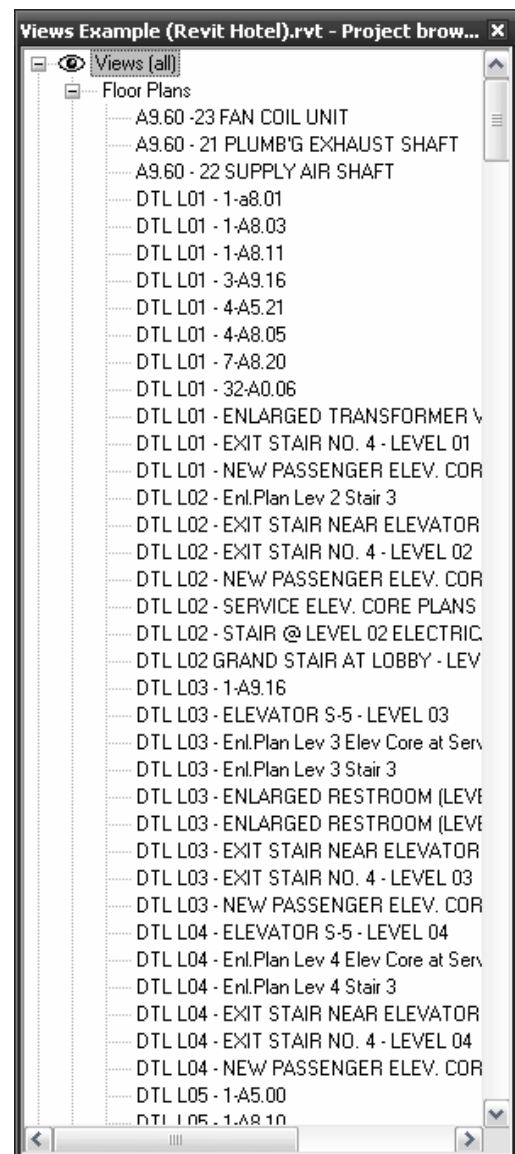 Views Example (Revit Hotel).rvt - Project brow...
Views (all)
Floor Plans
A9.60 -23 FAN COIL UNIT
A9.60 - 21 PLUMB'G EXHAUST SHAFT
A9.60 - 22 SUPPLY AIR SHAFT
DTL L01 - 1-a8.01
DTL L01 - 1-A8.03
DTL L01 - 1-A8.11
DTL L01 - 3-A9.16
DTL L01 - 4-A5.21
DTL L01 - 4-A8.05
DTL L01 - 7-A8.20
DTL L01 - 32-A0.06
DTL L01 - ENLARGED TRANSFORMER V
DTL L01 - EXIT STAIR NO. 4 - LEVEL 01
DTL L01 - NEW PASSENGER ELEV. COR
DTL L02 - Enl.Plan Lev 2 Stair 3
DTL L02 - EXIT STAIR NEAR ELEVATOR
DTL L02 - EXIT STAIR NO. 4 - LEVEL 02
DTL L02 - NEW PASSENGER ELEV. COR
DTL L02 - SERVICE ELEV. CORE PLANS
DTL L02 - STAIR @ LEVEL 02 ELECTRIC
DTL L02 GRAND STAIR AT LOBBY - LEV
DTL L03 - 1-A9.16
DTL L03 - ELEVATOR S-5 - LEVEL 03
DTL L03 - Enl.Plan Lev 3 Elev Core at Serv
DTL L03 - Enl.Plan Lev 3 Stair 3
DTL L03 - ENLARGED RESTROOM (LEVE
DTL L03 - ENLARGED RESTROOM (LEVE
DTL L03 - EXIT STAIR NEAR ELEVATOR
DTL L03 - EXIT STAIR NO. 4 - LEVEL 03
DTL L03 - NEW PASSENGER ELEV. COR
DTL L04 - ELEVATOR S-5 - LEVEL 04
DTL L04 - Enl.Plan Lev 4 Elev Core at Serv
DTL L04 - Enl.Plan Lev 4 Stair 3
DTL L04 - EXIT STAIR NEAR ELEVATOR
DTL L04 - EXIT STAIR NO. 4 - LEVEL 04
DTL L04 - NEW PASSENGER ELEV. COR
DTL L05 - 1-A5.00
DTL L05 - 1-A8.10